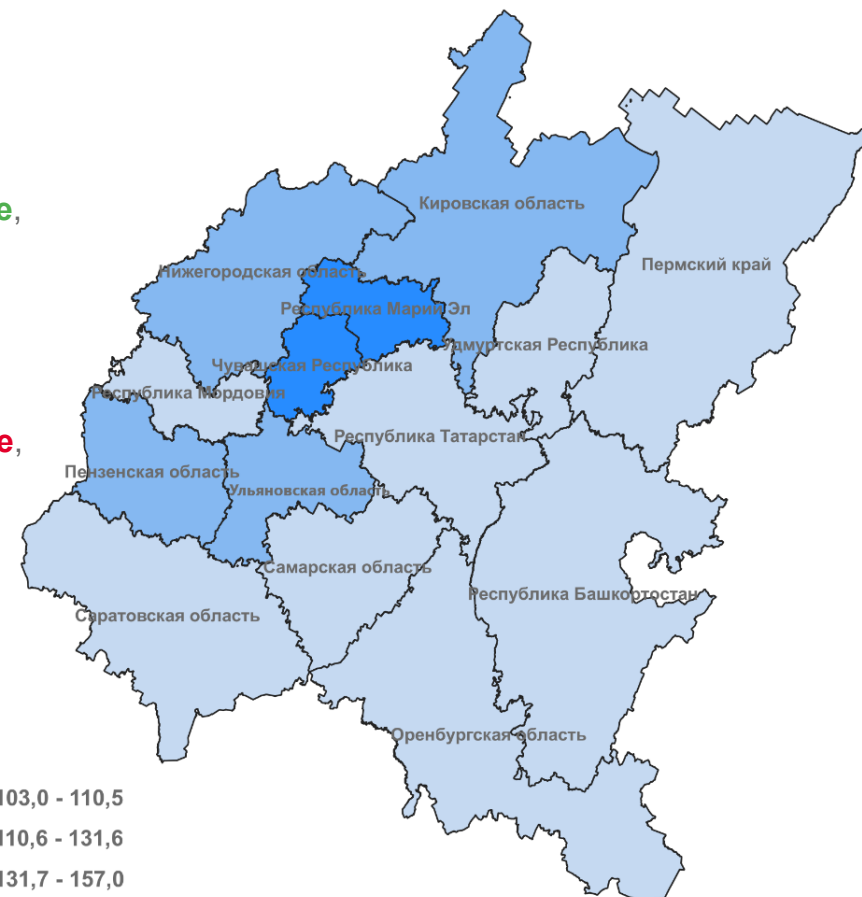 е,
Кировская область
Пермский край
Нижегородская область
Республика Марий Эл
Удмуртская Республика
Чувашская Республика
Республика Мордовия
Республика Татарстан
е,
Пензенская область
Ульяновская область
Самарская область
Республика Башкортостан
Саратовская область
Оренбургская область
103,0 - 110,5
110,6 - 131,6
131,7 - 157,0